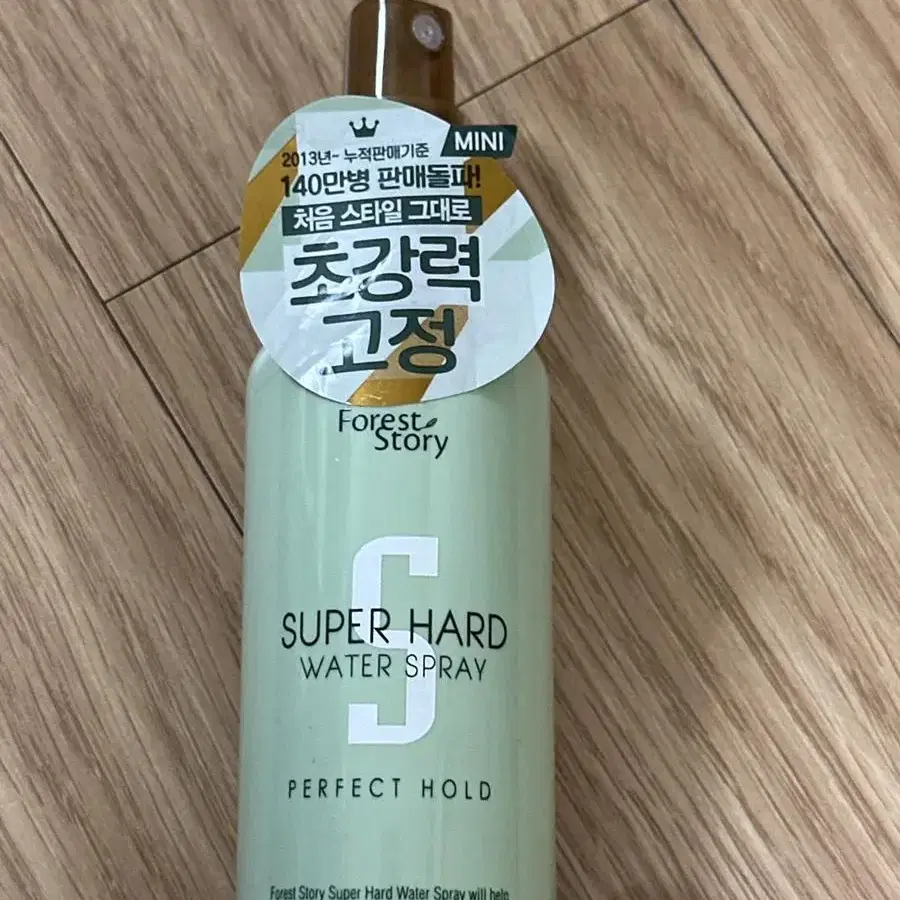 2013년~ 누적판매기준
MINI
140만병 판매돌파!
처음 스타일 그대로
초강력
고정
Forest
Story
S
SUPER HARD
WATER SPRAY
PERFECT HOLD
Forest Story Super Hard Water Spray will help